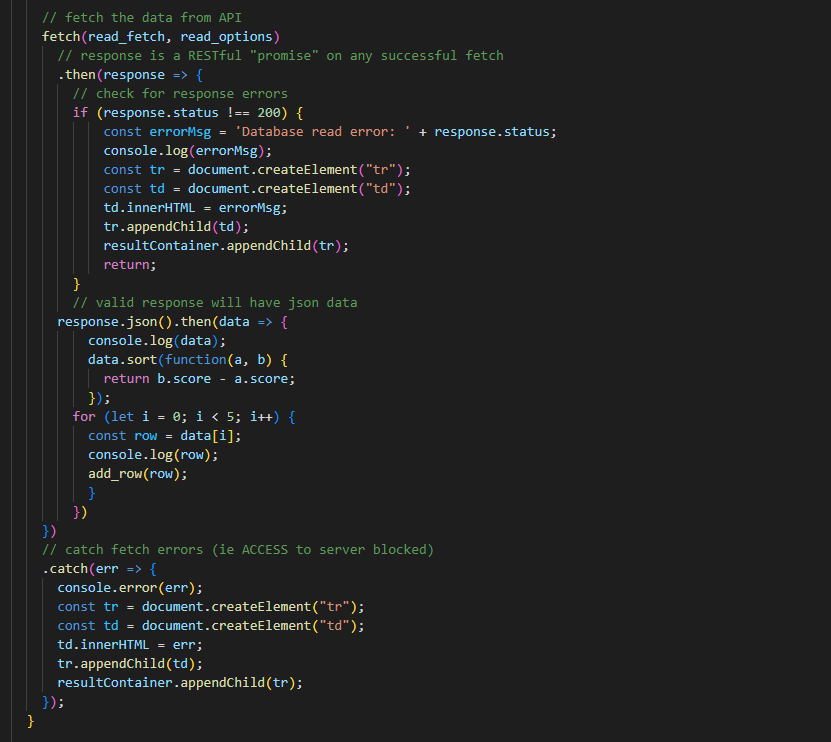 // fetch the data from API
fetch(read_fetch, read_options)
// response is a RESTful "promise" on any successful fetch
.then(response => {
// check for response errors
if (response.status !== 200) {
const errorMsg = 'Database read error: ' + response.status;
console.log(errorMsg);
const tr = document.createElement("tr");
const td = document.createElement("td");
td.innerHTML = errorMsg;
tr.appendChild(td);
resultContainer.appendChild(tr);
return;
}
// valid response will have json data
response.json().then(data => {
console.log(data);
data.sort(function(a, b) {
return b.score - a.score;
});
for (let i = 0; i < 5; i++) {
const row = data[i];
console.log(row);
add_row(row);
}
})
})
// catch fetch errors (ie ACCESS to server blocked)
.catch(err => {
console.error(err);
const tr = document.createElement("tr");
const td = document.createElement("td");
td.innerHTML = err;
tr.appendChild(td);
resultContainer.appendChild(tr);
});
}